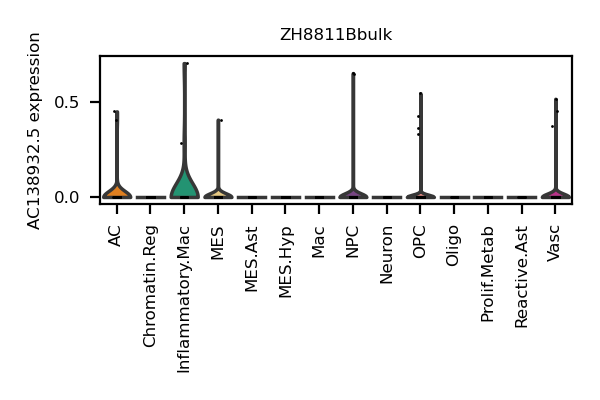 ZH8811Bbulk
AC138932.5 expression
0.5
0.0
AC
Chromatin.Reg
Inflammatory.Mac
MES
MES.Ast
MES.Hyp
Mac
NPC
Neuron
OPC
Oligo
Prolif.Metab
Reactive.Ast
Vasc